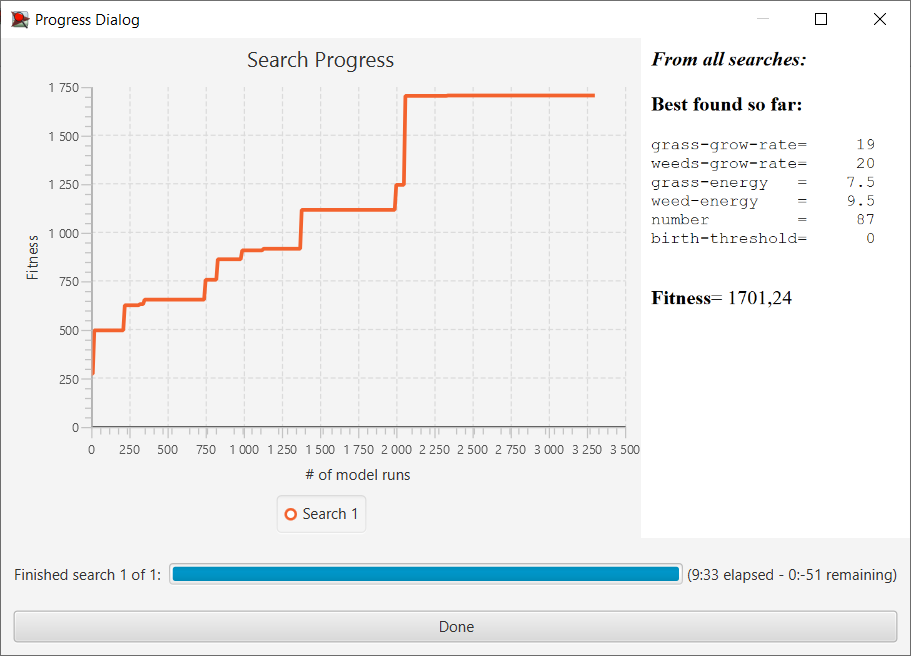 Progress Dialog
Search Progress
From all searches:
Best found so far:
grass-grow-rate= 19
weeds-grow-rate= 20
grass-energy = 7.5
weed-energy = 9.5
number = 87
birth-threshold= 0
Fitness= 1701,24
Fitness
1 750
1 500
1 250
1 000
750
500
250
0
0 250 500 750 1 000 1 250 1 500 1 750 2 000 2 250 2 500 2 750 3 000 3 250 3 500
# of model runs
Search 1
Finished search 1 of 1: (9:33 elapsed - 0:-51 remaining)
Done